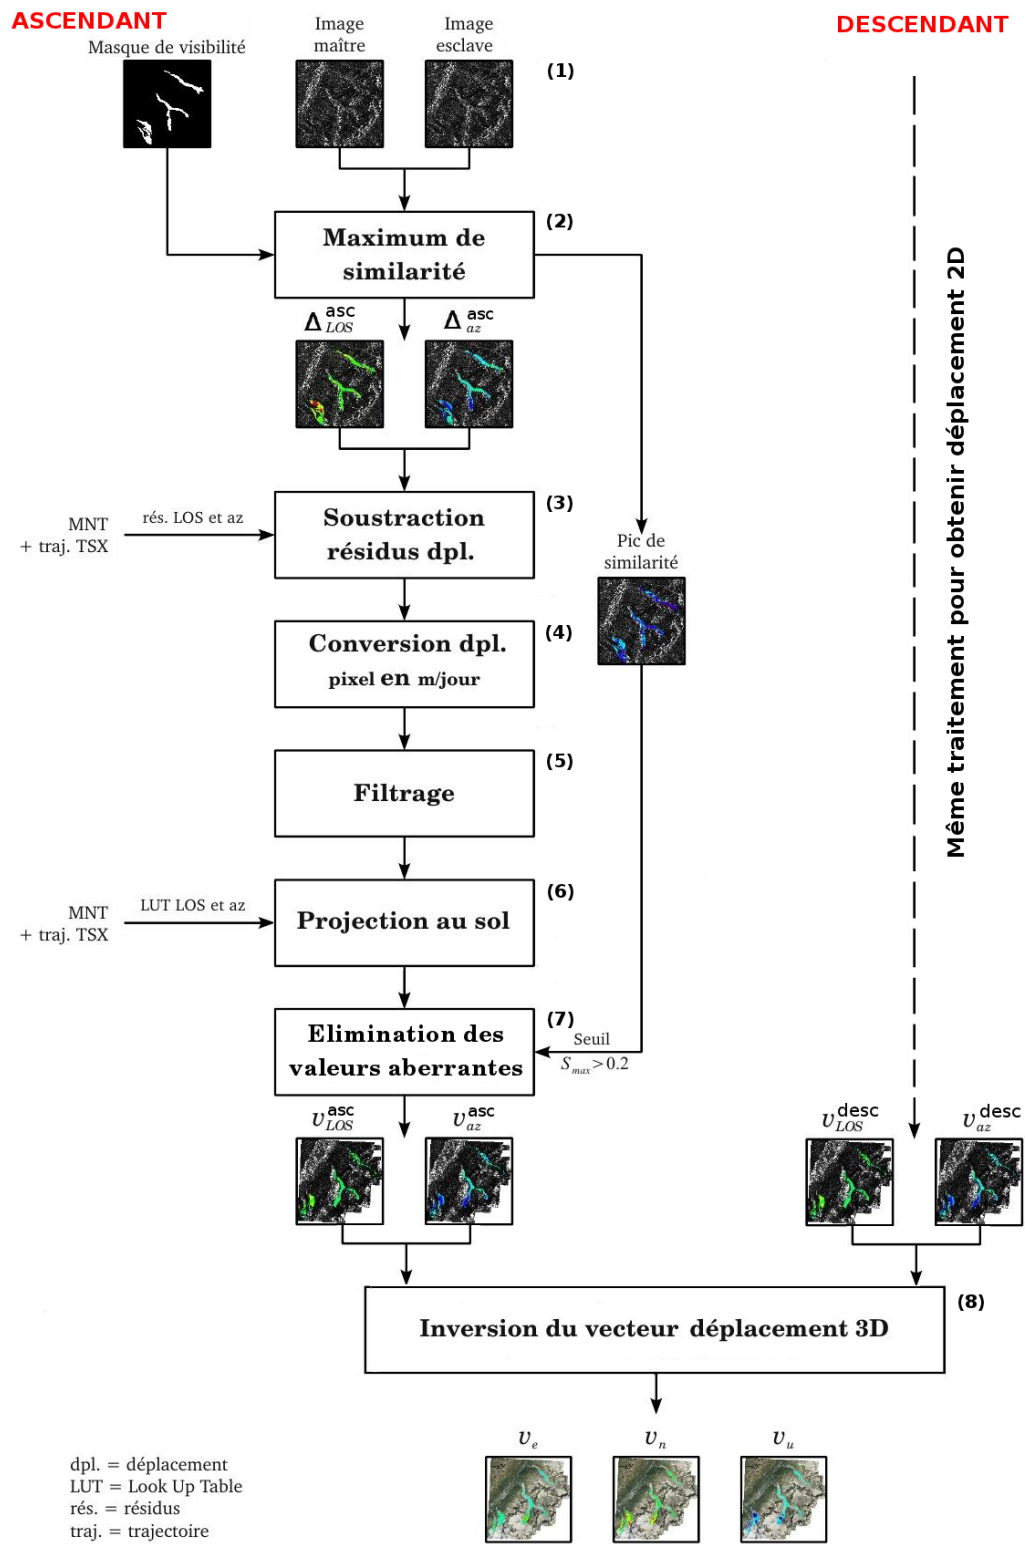 ASCENDANT
DESCENDANT
Masque de visibilité
Image
maître
Image
esclave
(1)
(2)
Maximum de
similarité
Δ LOS asc
Δ az asc
(3)
MNT
+ traj. TSX
rés. LOS et az
Soustraction
résidus dpl.
Pic de
similarité
(4)
Conversion dpl.
pixel en m/jour
(5)
Filtrage
(6)
MNT
+ traj. TSX
LUT LOS et az
Projection au sol
(7)
Elimination des
valeurs aberrantes
Seuil
Smax>0.2
Même traitement pour obtenir déplacement 2D
v LOS asc
v az asc
v LOS desc
v az desc
(8)
Inversion du vecteur déplacement 3D
ve
vn
vu
dpl. = déplacement
LUT = Look Up Table
rés. = résidus
traj. = trajectoire